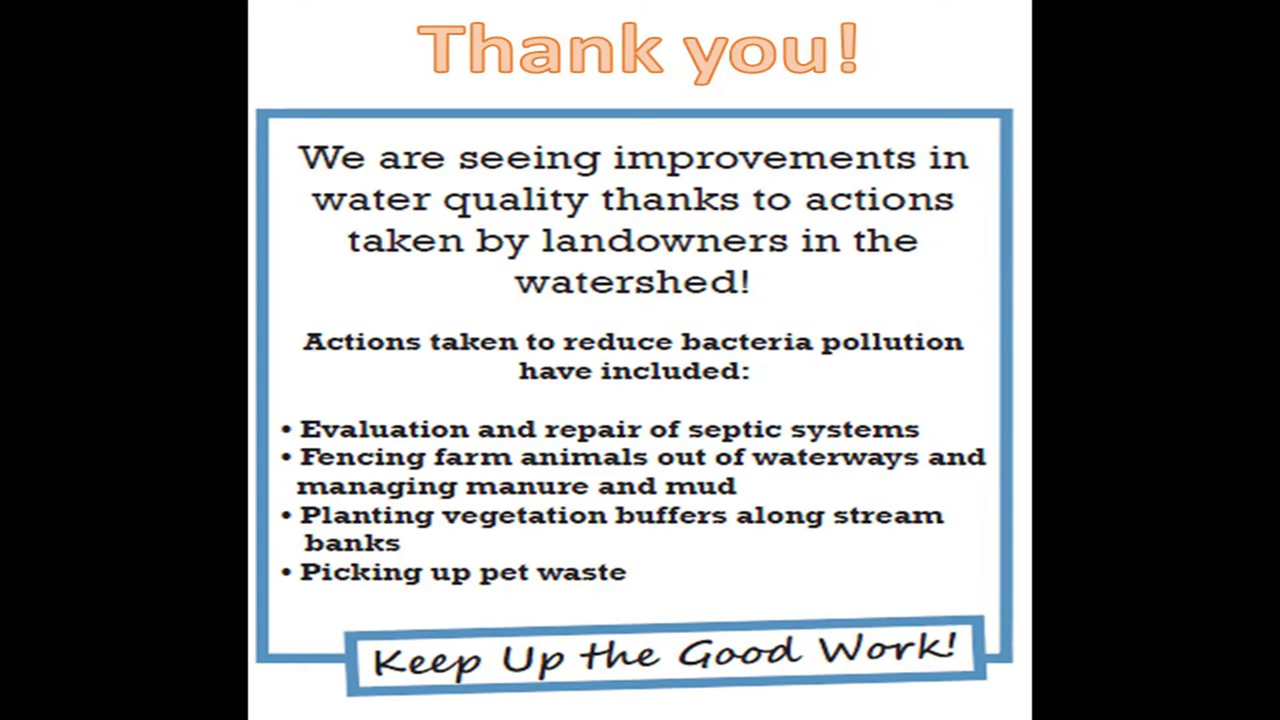 Thank you!
We are seeing improvements in
water quality thanks to actions
taken by landowners in the
watershed!
Actions taken to reduce bacteria pollution
have included:
• Evaluation and repair of septic systems
• Fencing farm animals out of waterways and
managing manure and mud
• Planting vegetation buffers along stream
banks
• Picking up pet waste
Keep Up the Good Work!